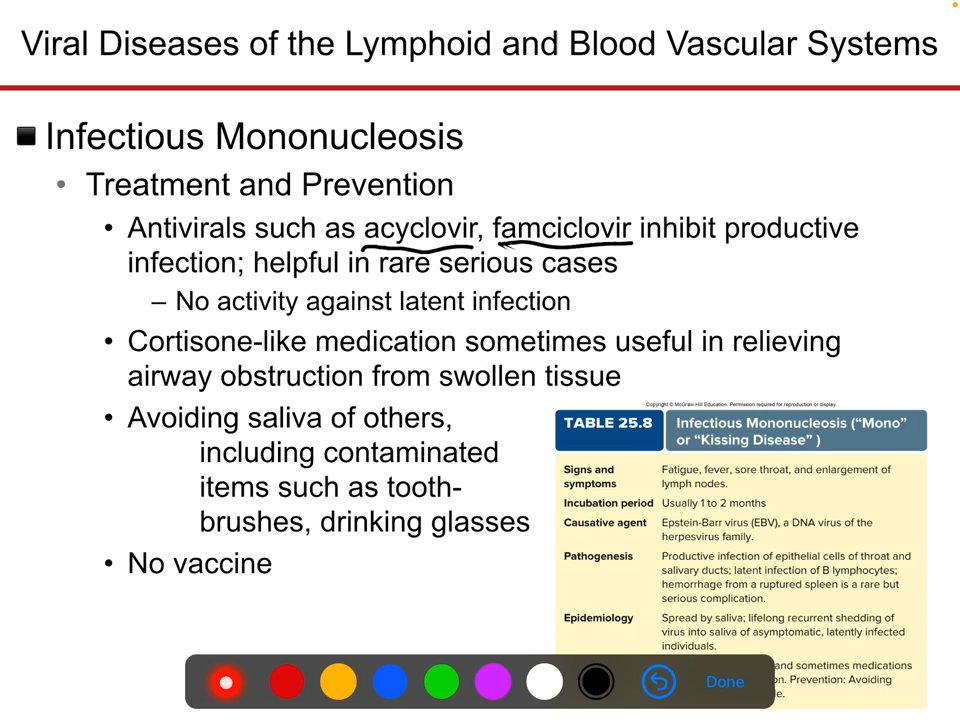 Viral Diseases of the Lymphoid and Blood Vascular Systems
Infectious Mononucleosis
• Treatment and Prevention
• Antivirals such as acyclovir, famciclovir inhibit productive
infection; helpful in rare serious cases
– No activity against latent infection
• Cortisone-like medication sometimes useful in relieving
airway obstruction from swollen tissue
• Avoiding saliva of others,
including contaminated
items such as tooth-
brushes, drinking glasses
• No vaccine
Copyright © McGraw-Hill Education. Permission required for reproduction or display.
TABLE 25.8 Infectious Mononucleosis (“Mono”
or “Kissing Disease” )
Signs and Fatigue, fever, sore throat, and enlargement of
symptoms lymph nodes.
Incubation period Usually 1 to 2 months
Causative agent Epstein-Barr virus (EBV), a DNA virus of the
herpesvirus family.
Pathogenesis Productive infection of epithelial cells of throat and
salivary ducts; latent infection of B lymphocytes;
hemorrhage from a ruptured spleen is a rare but
serious complication.
Epidemiology Spread by saliva; lifelong recurrent shedding of
virus into saliva of asymptomatic, latently infected
individuals.
and sometimes medications
on. Prevention: Avoiding
Done